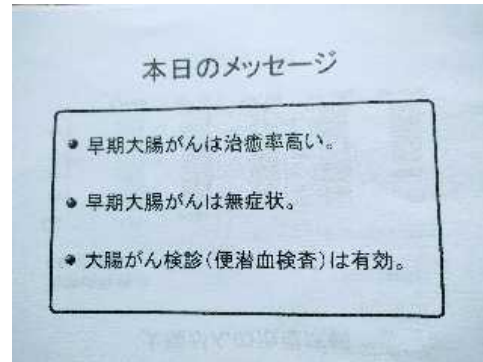 本日のメッセージ
早期大腸がんは治癒率高い。
早期大腸がんは無症状。
大腸がん検診(便潜血検査)は有効。